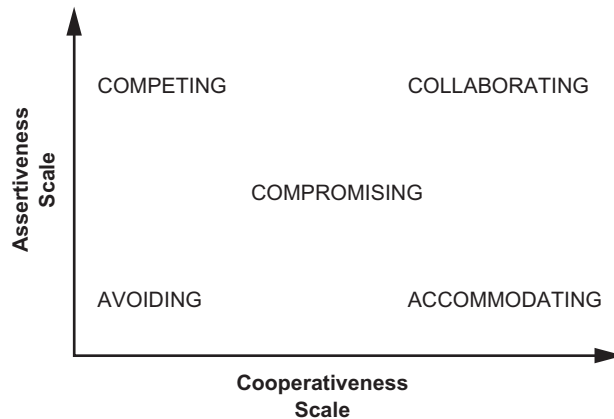 COMPETING
COLLABORATING
Assertiveness
Scale
COMPROMISING
AVOIDING
ACCOMMODATING
Cooperativeness
Scale